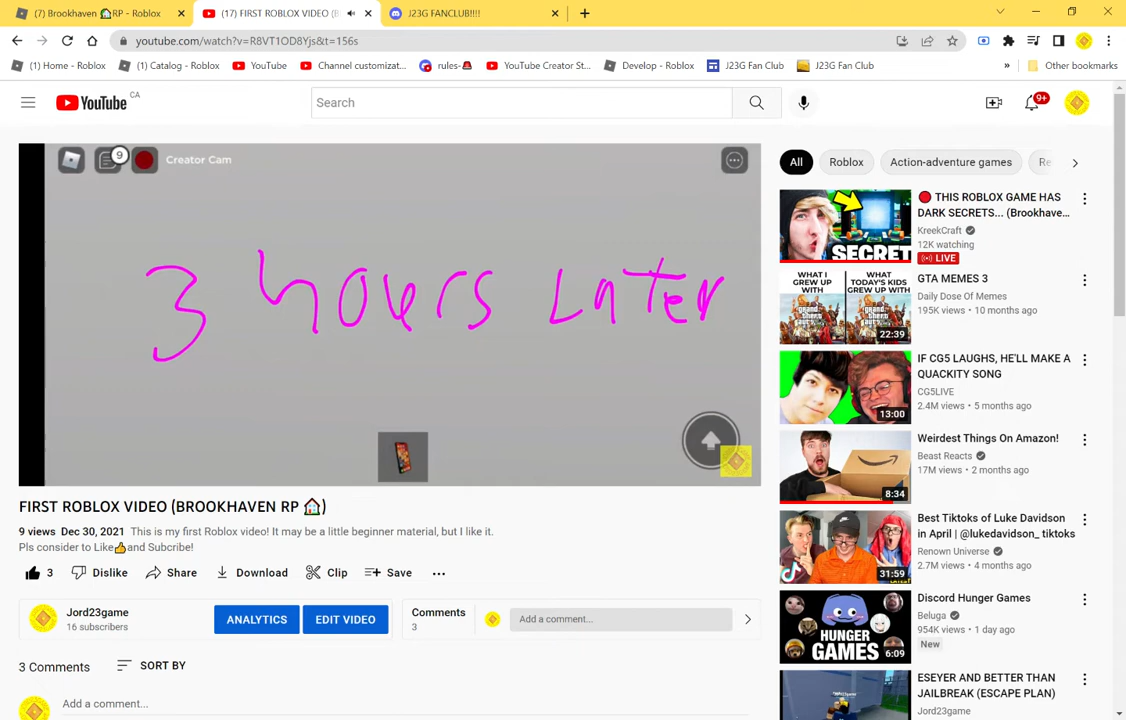 (7) Brookhaven 🏠RP - Roblox
(17) FIRST ROBLOX VIDEO (B
J23G FANCLUB!!!!
youtube.com/watch?v=R8VT1OD8Yjs&t=156s
(1) Home - Roblox
(1) Catalog - Roblox
YouTube
Channel customizat...
rules-🚨
YouTube Creator St...
Develop - Roblox
J23G Fan Club
J23G Fan Club
»
Other bookmarks
YouTube CA
Search
9+
9
Creator Cam
3 hours Later
All
Roblox
Action-adventure games
Re
🔴 THIS ROBLOX GAME HAS
DARK SECRETS... (Brookhave...
KreekCraft
12K watching
LIVE
SECRET
GTA MEMES 3
Daily Dose Of Memes
195K views • 10 months ago
WHAT I
GREW UP
WITH
WHAT
TODAY'S KIDS
GREW UP WITH
22:39
IF CG5 LAUGHS, HE'LL MAKE A
QUACKITY SONG
CG5LIVE
2.4M views • 5 months ago
13:00
Weirdest Things On Amazon!
Beast Reacts
17M views • 2 months ago
8:34
Best Tiktoks of Luke Davidson
in April | @lukedavidson_ tiktoks
Renown Universe
2.7M views • 4 months ago
31:59
Discord Hunger Games
Beluga
954K views • 1 day ago
New
HUNGER
GAMES
6:09
ESEYER AND BETTER THAN
JAILBREAK (ESCAPE PLAN)
Jord23game
FIRST ROBLOX VIDEO (BROOKHAVEN RP 🏠)
9 views Dec 30, 2021 This is my first Roblox video! It may be a little beginner material, but I like it.
Pls consider to Like👍and Subcribe!
3
Dislike
Share
Download
Clip
Save
Jord23game
16 subscribers
ANALYTICS
EDIT VIDEO
Comments
3
Add a comment...
3 Comments
SORT BY
Add a comment...